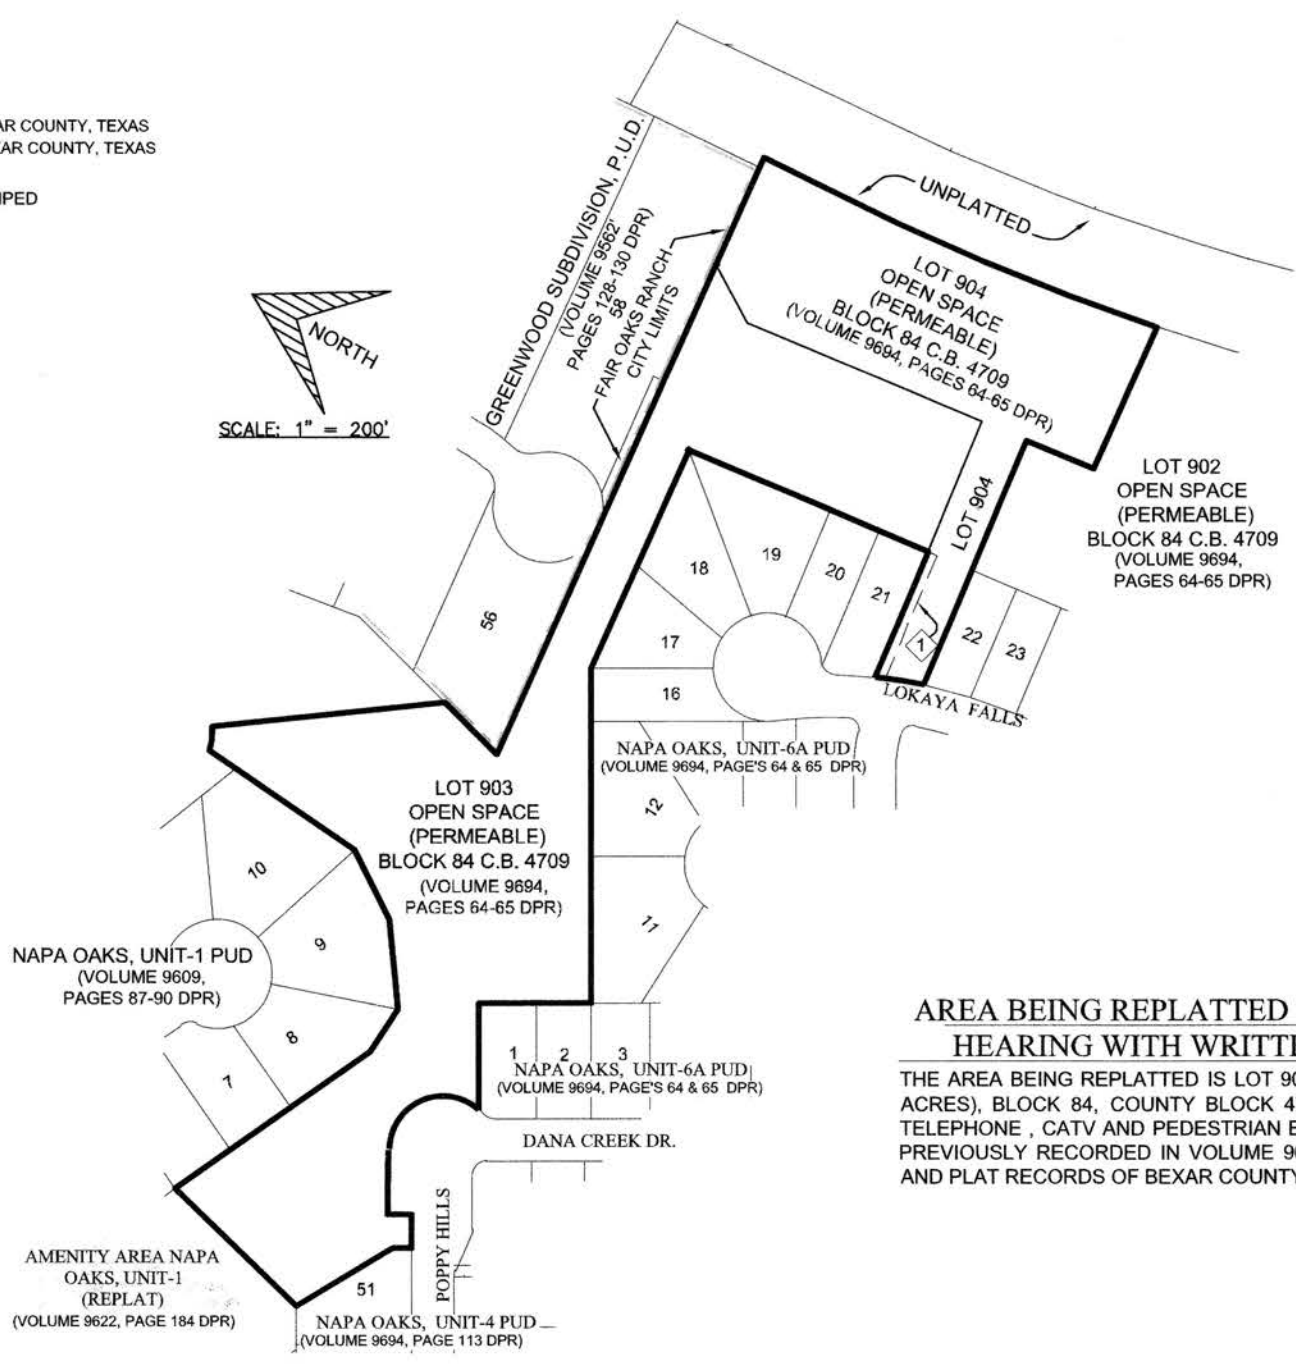 AR COUNTY, TEXAS
AR COUNTY, TEXAS
NORTH
SCALE: 1" = 200'
GREENWOOD SUBDIVISION, P.U.D.
(VOLUME 9562'
PAGES 128-130 DPR)
58
FAIR OAKS RANCH
CITY LIMITS
UNPLATTED
LOT 904
OPEN SPACE
(PERMEABLE)
BLOCK 84 C.B. 4709
(VOLUME 9694, PAGES 64-65 DPR)
LOT 904
LOT 902
OPEN SPACE
(PERMEABLE)
BLOCK 84 C.B. 4709
(VOLUME 9694,
PAGES 64-65 DPR)
56
18
19
20
21
17
16
1
22
23
LOKAYA FALLS
NAPA OAKS, UNIT-6A PUD
(VOLUME 9694, PAGE'S 64 & 65 DPR)
12
11
LOT 903
OPEN SPACE
(PERMEABLE)
BLOCK 84 C.B. 4709
(VOLUME 9694,
PAGES 64-65 DPR)
10
9
8
7
NAPA OAKS, UNIT-1 PUD
(VOLUME 9609,
PAGES 87-90 DPR)
1 2 3
NAPA OAKS, UNIT-6A PUD
(VOLUME 9694, PAGE'S 64 & 65 DPR)
DANA CREEK DR.
POPPY HILLS
AMENITY AREA NAPA
OAKS, UNIT-1
(REPLAT)
(VOLUME 9622, PAGE 184 DPR)
51
NAPA OAKS, UNIT-4 PUD
(VOLUME 9694, PAGE 113 DPR)
AREA BEING REPLATTED
HEARING WITH WRITT
THE AREA BEING REPLATTED IS LOT 90
ACRES), BLOCK 84, COUNTY BLOCK 4
TELEPHONE , CATV AND PEDESTRIAN E
PREVIOUSLY RECORDED IN VOLUME 9
AND PLAT RECORDS OF BEXAR COUNTY